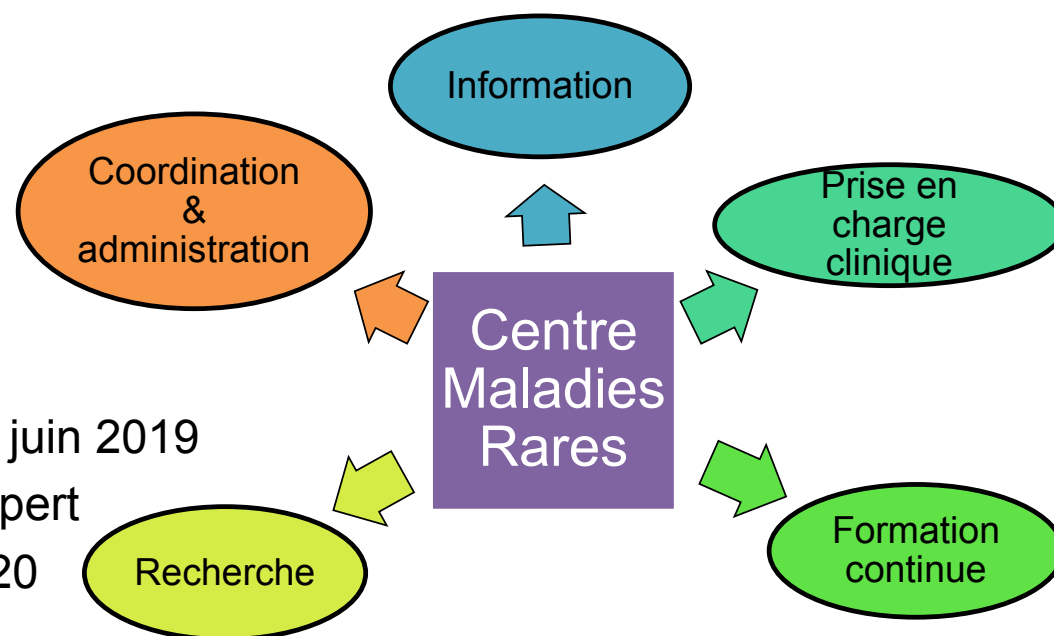 Information
Coordination
&
administration
Prise en
charge
clinique
Centre
Maladies
Rares
juin 2019
pert
20
Recherche
Formation
continue